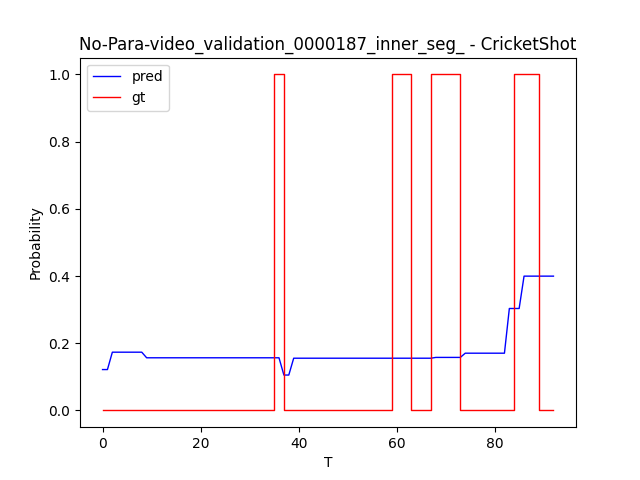 No-Para-video_validation_0000187_inner_seg_ - CricketShot
pred
gt
1.0
0.8
0.6
0.4
0.2
0.0
Probability
0
20
40
60
80
T